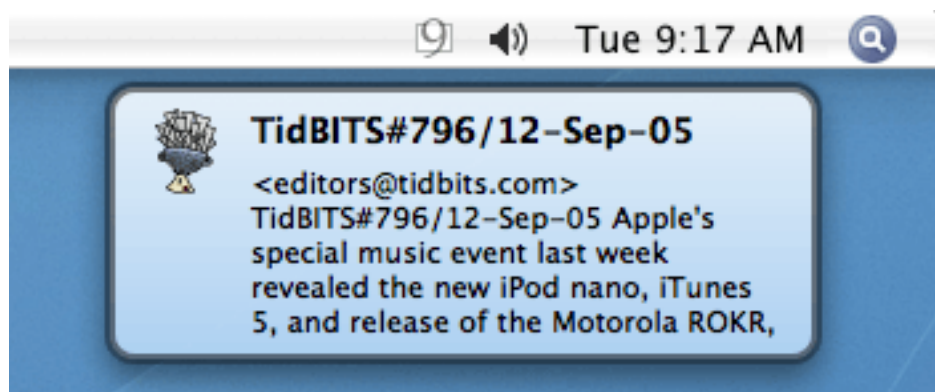 9 Tue 9:17 AM
TidBITS#796/12-Sep-05
<editors@tidbits.com>
TidBITS#796/12-Sep-05 Apple's
special music event last week
revealed the new iPod nano, iTunes
5, and release of the Motorola ROKR,